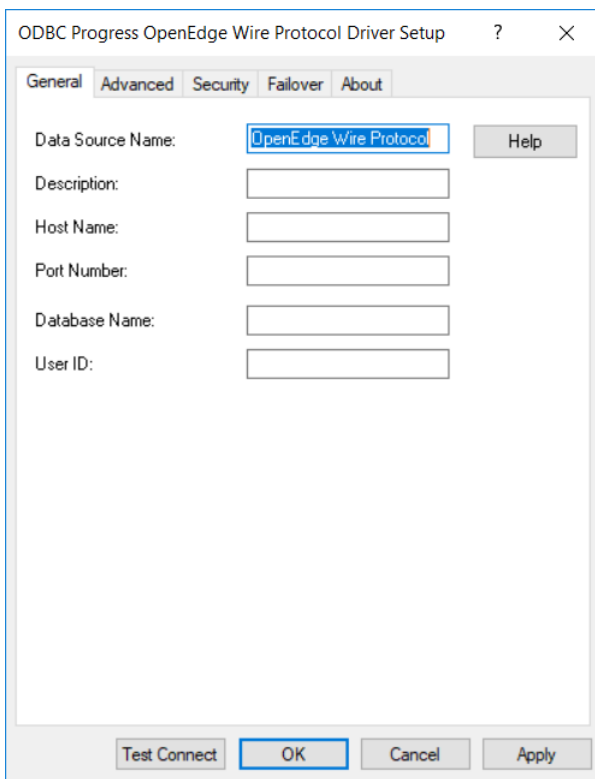 ODBC Progress OpenEdge Wire Protocol Driver Setup ?
General Advanced Security Failover About
Data Source Name: OpenEdge Wire Protocol Help
Description:
Host Name:
Port Number:
Database Name:
User ID:
Test Connect OK Cancel Apply